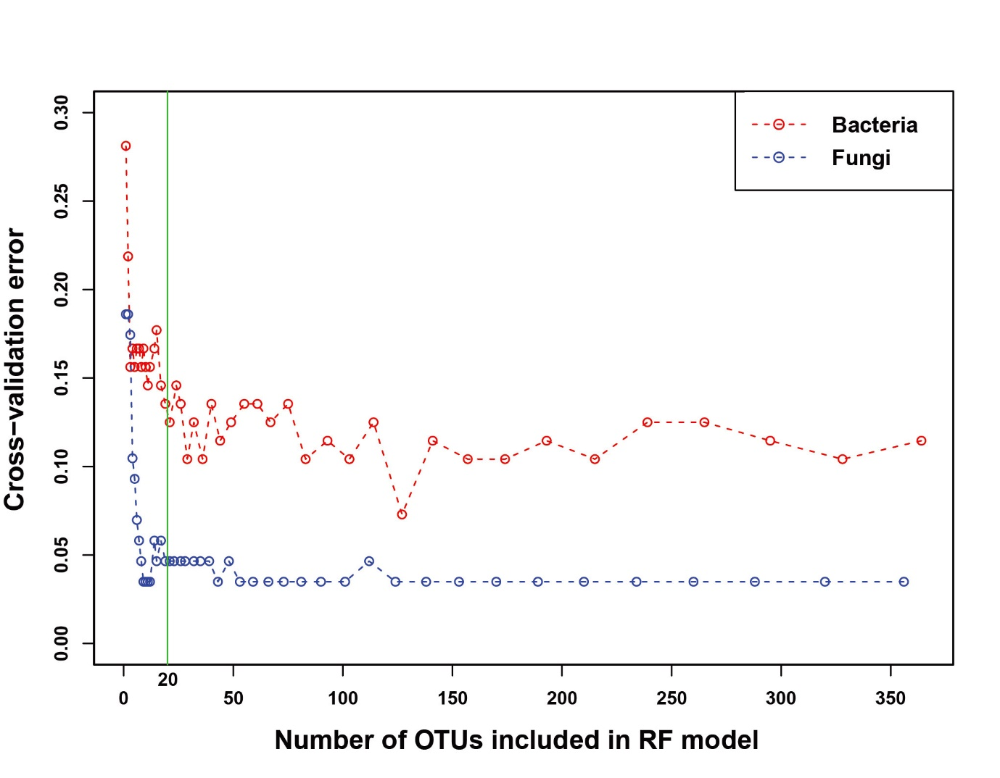 Bacteria
Fungi
Cross−validation error
0.30
0.25
0.20
0.15
0.10
0.05
0.00
20
0 50 100 150 200 250 300 350
Number of OTUs included in RF model